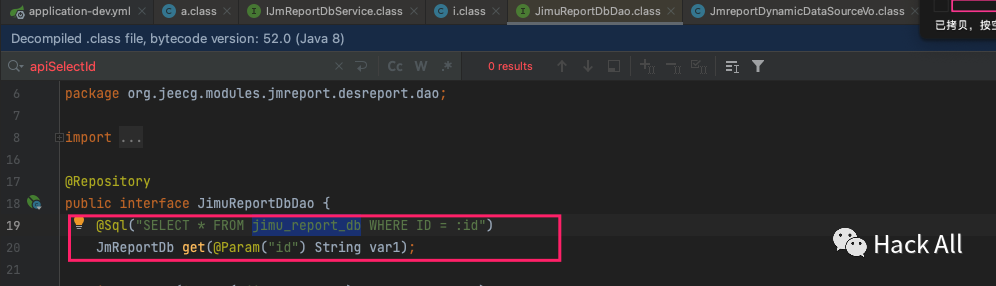 application-dev.yml × a.class × IJmReportDbService.class × i.class × JimuReportDbDao.class × JmreportDynamicDataSourceVo.class ×
已拷贝，按空
Decompiled .class file, bytecode version: 52.0 (Java 8)
apiSelectId × Cc W .* 0 results
6 package org.jeecg.modules.jmreport.desreport.dao;
7
8 import ...
16
17 @Repository
18 public interface JimuReportDbDao {
19 @Sql("SELECT * FROM jimu_report_db WHERE ID = :id")
20 JmReportDb get(@Param("id") String var1);
21
Hack All